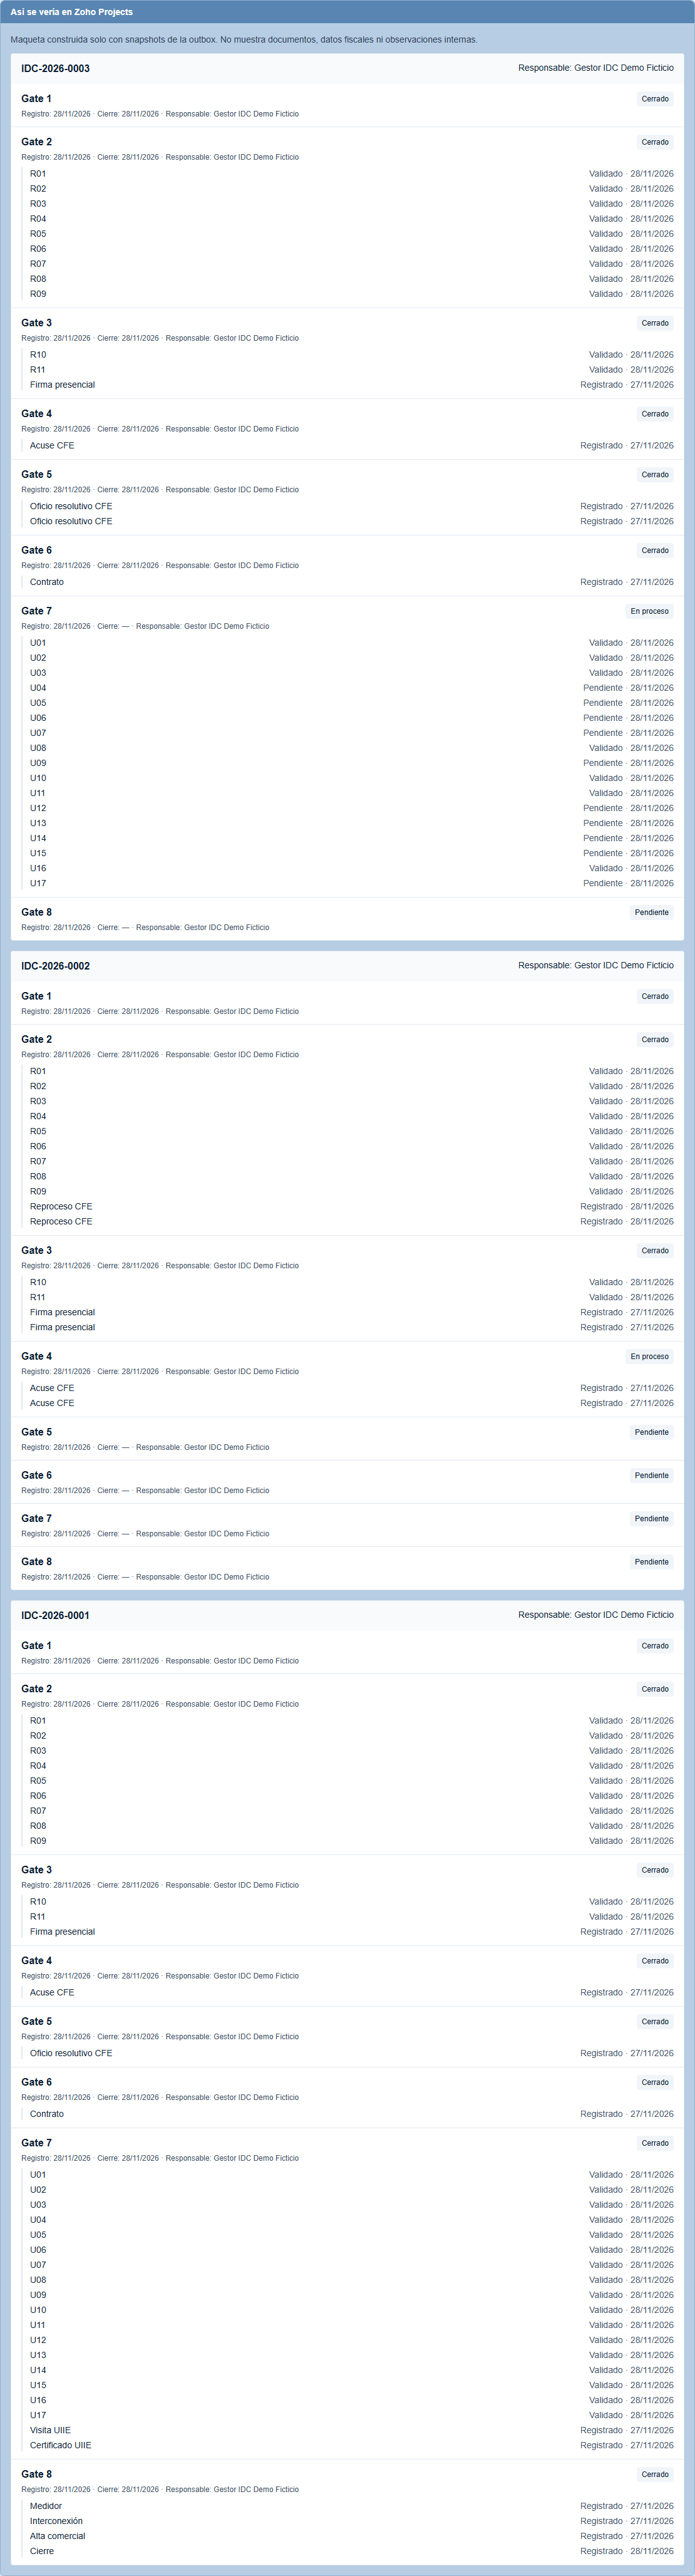 Así se vería en Zoho Projects
Maqueta construida solo con snapshots de la outbox. No muestra documentos, datos fiscales ni observaciones internas.
IDC-2026-0003 Responsable: Gestor IDC Demo Ficticio
Gate 1 Cerrado
Registro: 28/11/2026 · Cierre: 28/11/2026 · Responsable: Gestor IDC Demo Ficticio
Gate 2 Cerrado
Registro: 28/11/2026 · Cierre: 28/11/2026 · Responsable: Gestor IDC Demo Ficticio
R01 Validado · 28/11/2026
R02 Validado · 28/11/2026
R03 Validado · 28/11/2026
R04 Validado · 28/11/2026
R05 Validado · 28/11/2026
R06 Validado · 28/11/2026
R07 Validado · 28/11/2026
R08 Validado · 28/11/2026
R09 Validado · 28/11/2026
Gate 3 Cerrado
Registro: 28/11/2026 · Cierre: 28/11/2026 · Responsable: Gestor IDC Demo Ficticio
R10 Validado · 28/11/2026
R11 Validado · 28/11/2026
Firma presencial Registrado · 27/11/2026
Gate 4 Cerrado
Registro: 28/11/2026 · Cierre: 28/11/2026 · Responsable: Gestor IDC Demo Ficticio
Acuse CFE Registrado · 27/11/2026
Gate 5 Cerrado
Registro: 28/11/2026 · Cierre: 28/11/2026 · Responsable: Gestor IDC Demo Ficticio
Oficio resolutivo CFE Registrado · 27/11/2026
Oficio resolutivo CFE Registrado · 27/11/2026
Gate 6 Cerrado
Registro: 28/11/2026 · Cierre: 28/11/2026 · Responsable: Gestor IDC Demo Ficticio
Contrato Registrado · 27/11/2026
Gate 7 En proceso
Registro: 28/11/2026 · Cierre: — · Responsable: Gestor IDC Demo Ficticio
U01 Validado · 28/11/2026
U02 Validado · 28/11/2026
U03 Validado · 28/11/2026
U04 Pendiente · 28/11/2026
U05 Pendiente · 28/11/2026
U06 Pendiente · 28/11/2026
U07 Pendiente · 28/11/2026
U08 Validado · 28/11/2026
U09 Pendiente · 28/11/2026
U10 Validado · 28/11/2026
U11 Validado · 28/11/2026
U12 Pendiente · 28/11/2026
U13 Pendiente · 28/11/2026
U14 Pendiente · 28/11/2026
U15 Pendiente · 28/11/2026
U16 Validado · 28/11/2026
U17 Pendiente · 28/11/2026
Gate 8 Pendiente
Registro: 28/11/2026 · Cierre: — · Responsable: Gestor IDC Demo Ficticio
IDC-2026-0002 Responsable: Gestor IDC Demo Ficticio
Gate 1 Cerrado
Registro: 28/11/2026 · Cierre: 28/11/2026 · Responsable: Gestor IDC Demo Ficticio
Gate 2 Cerrado
Registro: 28/11/2026 · Cierre: 28/11/2026 · Responsable: Gestor IDC Demo Ficticio
R01 Validado · 28/11/2026
R02 Validado · 28/11/2026
R03 Validado · 28/11/2026
R04 Validado · 28/11/2026
R05 Validado · 28/11/2026
R06 Validado · 28/11/2026
R07 Validado · 28/11/2026
R08 Validado · 28/11/2026
R09 Validado · 28/11/2026
Reproceso CFE Registrado · 28/11/2026
Reproceso CFE Registrado · 28/11/2026
Gate 3 Cerrado
Registro: 28/11/2026 · Cierre: 28/11/2026 · Responsable: Gestor IDC Demo Ficticio
R10 Validado · 28/11/2026
R11 Validado · 28/11/2026
Firma presencial Registrado · 27/11/2026
Firma presencial Registrado · 27/11/2026
Gate 4 En proceso
Registro: 28/11/2026 · Cierre: 28/11/2026 · Responsable: Gestor IDC Demo Ficticio
Acuse CFE Registrado · 27/11/2026
Acuse CFE Registrado · 27/11/2026
Gate 5 Pendiente
Registro: 28/11/2026 · Cierre: — · Responsable: Gestor IDC Demo Ficticio
Gate 6 Pendiente
Registro: 28/11/2026 · Cierre: — · Responsable: Gestor IDC Demo Ficticio
Gate 7 Pendiente
Registro: 28/11/2026 · Cierre: — · Responsable: Gestor IDC Demo Ficticio
Gate 8 Pendiente
Registro: 28/11/2026 · Cierre: — · Responsable: Gestor IDC Demo Ficticio
IDC-2026-0001 Responsable: Gestor IDC Demo Ficticio
Gate 1 Cerrado
Registro: 28/11/2026 · Cierre: 28/11/2026 · Responsable: Gestor IDC Demo Ficticio
Gate 2 Cerrado
Registro: 28/11/2026 · Cierre: 28/11/2026 · Responsable: Gestor IDC Demo Ficticio
R01 Validado · 28/11/2026
R02 Validado · 28/11/2026
R03 Validado · 28/11/2026
R04 Validado · 28/11/2026
R05 Validado · 28/11/2026
R06 Validado · 28/11/2026
R07 Validado · 28/11/2026
R08 Validado · 28/11/2026
R09 Validado · 28/11/2026
Gate 3 Cerrado
Registro: 28/11/2026 · Cierre: 28/11/2026 · Responsable: Gestor IDC Demo Ficticio
R10 Validado · 28/11/2026
R11 Validado · 28/11/2026
Firma presencial Registrado · 27/11/2026
Gate 4 Cerrado
Registro: 28/11/2026 · Cierre: 28/11/2026 · Responsable: Gestor IDC Demo Ficticio
Acuse CFE Registrado · 27/11/2026
Gate 5 Cerrado
Registro: 28/11/2026 · Cierre: 28/11/2026 · Responsable: Gestor IDC Demo Ficticio
Oficio resolutivo CFE Registrado · 27/11/2026
Gate 6 Cerrado
Registro: 28/11/2026 · Cierre: 28/11/2026 · Responsable: Gestor IDC Demo Ficticio
Contrato Registrado · 27/11/2026
Gate 7 Cerrado
Registro: 28/11/2026 · Cierre: 28/11/2026 · Responsable: Gestor IDC Demo Ficticio
U01 Validado · 28/11/2026
U02 Validado · 28/11/2026
U03 Validado · 28/11/2026
U04 Validado · 28/11/2026
U05 Validado · 28/11/2026
U06 Validado · 28/11/2026
U07 Validado · 28/11/2026
U08 Validado · 28/11/2026
U09 Validado · 28/11/2026
U10 Validado · 28/11/2026
U11 Validado · 28/11/2026
U12 Validado · 28/11/2026
U13 Validado · 28/11/2026
U14 Validado · 28/11/2026
U15 Validado · 28/11/2026
U16 Validado · 28/11/2026
U17 Validado · 28/11/2026
Visita UIIE Registrado · 27/11/2026
Certificado UIIE Registrado · 27/11/2026
Gate 8 Cerrado
Registro: 28/11/2026 · Cierre: 28/11/2026 · Responsable: Gestor IDC Demo Ficticio
Medidor Registrado · 27/11/2026
Interconexión Registrado · 27/11/2026
Alta comercial Registrado · 27/11/2026
Cierre Registrado · 28/11/2026